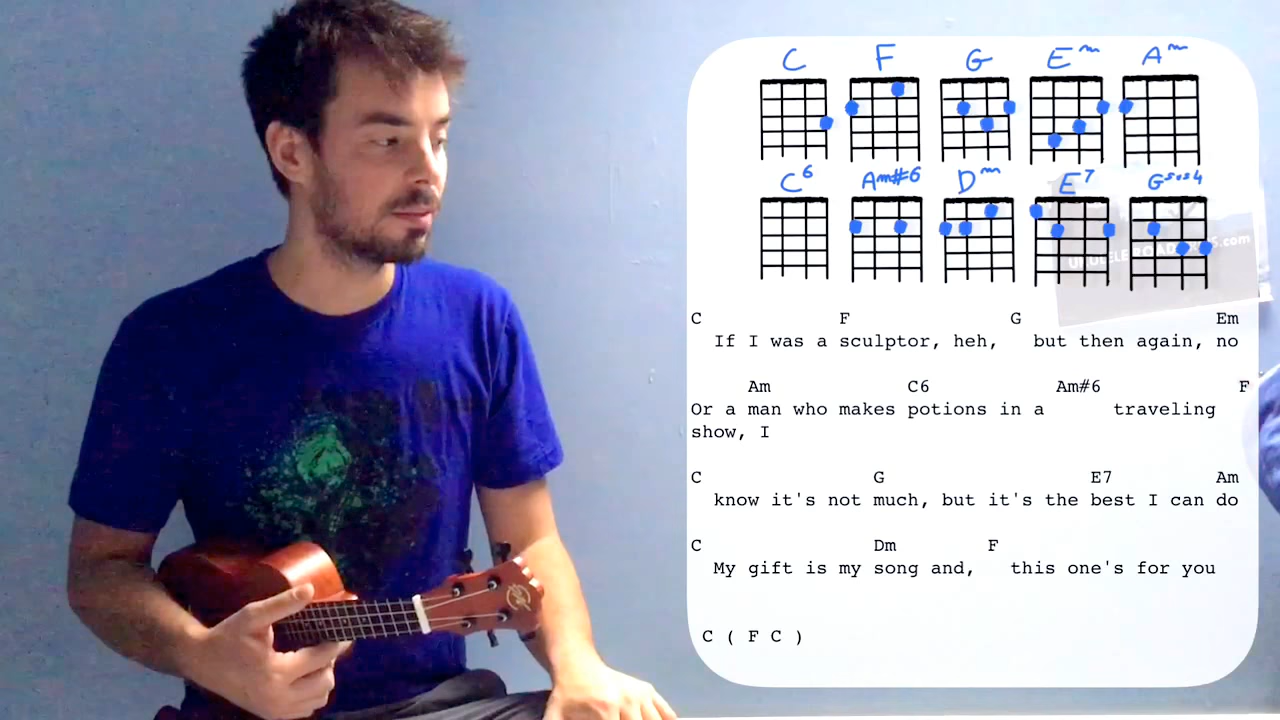 C F G Em Am
C6 Am#6 Dm E7 Gsus4
C F G Em
If I was a sculptor, heh, but then again, no
Am C6 Am#6 F
Or a man who makes potions in a traveling
show, I
C G E7 Am
know it's not much, but it's the best I can do
C Dm F
My gift is my song and, this one's for you
C ( F C )